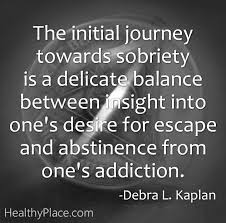 The initial journey
towards sobriety
is a delicate balance
between insight into
one's desire for escape
and abstinence from
one's addiction.
-Debra L. Kaplan
HealthyPlace.com